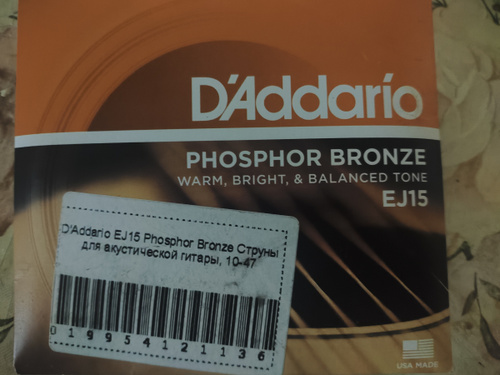 D'Addario
PHOSPHOR BRONZE
WARM, BRIGHT, & BALANCED TONE
EJ15
D'Addario EJ15 Phosphor Bronze Струны
для акустической гитары, 10-47
019954121136
USA MADE